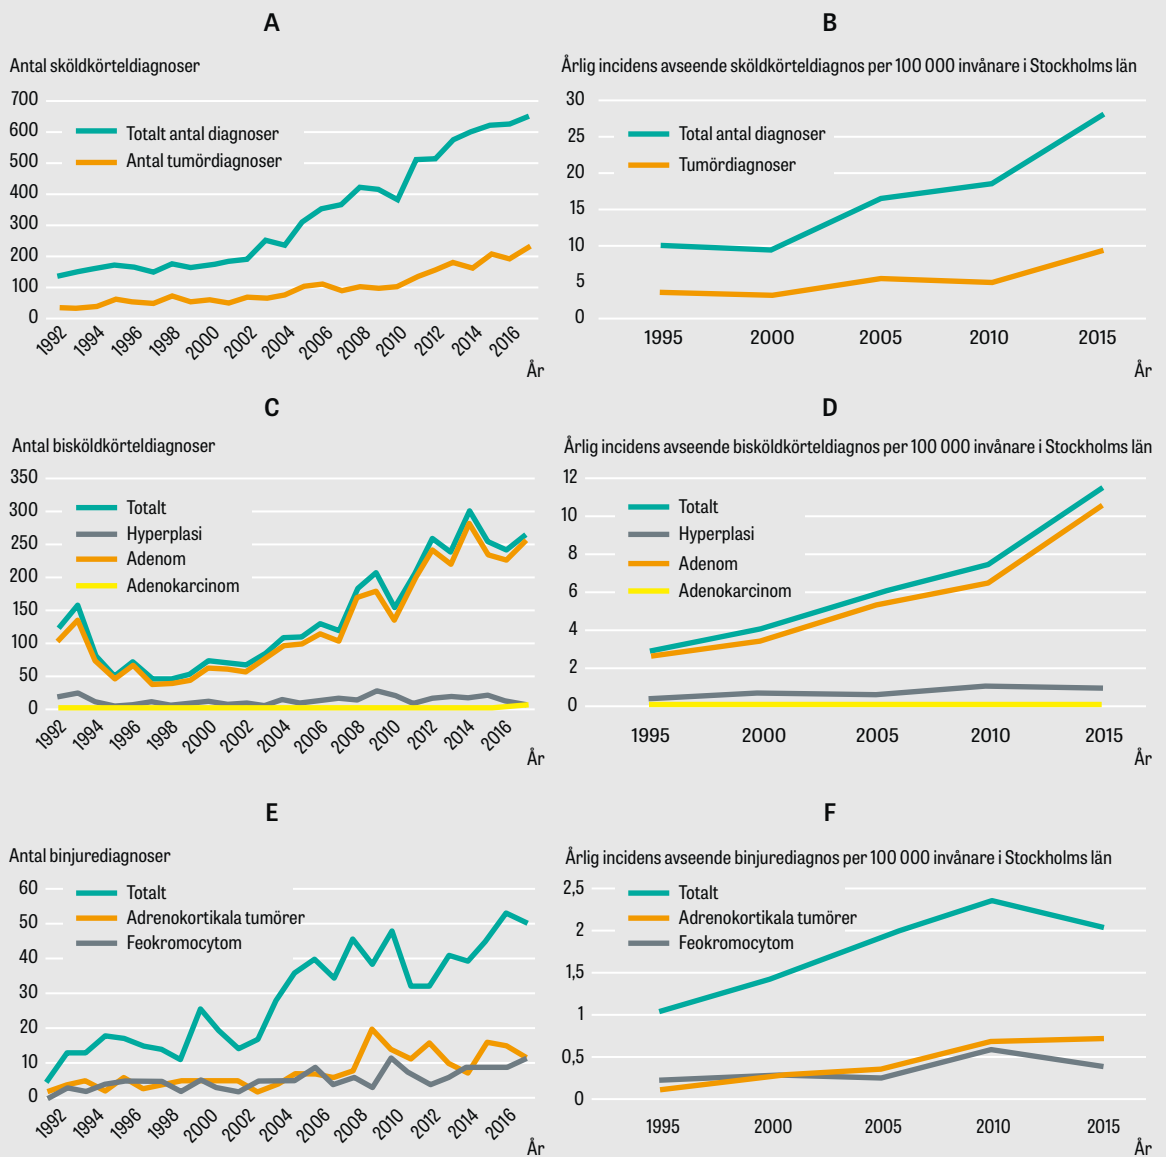 A
Antal sköldkörteldiagnoser
700
600
500
400
300
200
100
0
Totalt antal diagnoser
Antal tumördiagnoser
1992 1994 1996 1998 2000 2002 2004 2006 2008 2010 2012 2014 2016
År
B
Årlig incidens avseende sköldkörteldiagnos per 100 000 invånare i Stockholms län
30
25
20
15
10
5
0
Total antal diagnoser
Tumördiagnoser
1995 2000 2005 2010 2015
År
C
Antal bisköldkörteldiagnoser
350
300
250
200
150
100
50
0
Totalt
Hyperplasi
Adenom
Adenokarcinom
1992 1994 1996 1998 2000 2002 2004 2006 2008 2010 2012 2014 2016
År
D
Årlig incidens avseende bisköldkörteldiagnos per 100 000 invånare i Stockholms län
12
10
8
6
4
2
0
Totalt
Hyperplasi
Adenom
Adenokarcinom
1995 2000 2005 2010 2015
År
E
Antal binjurediagnoser
60
50
40
30
20
10
0
Totalt
Adrenokortikala tumörer
Feokromocytom
1992 1994 1996 1998 2000 2002 2004 2006 2008 2010 2012 2014 2016
År
F
Årlig incidens avseende binjurediagnos per 100 000 invånare i Stockholms län
2,5
2
1,5
1
0,5
0
Totalt
Adrenokortikala tumörer
Feokromocytom
1995 2000 2005 2010 2015
År